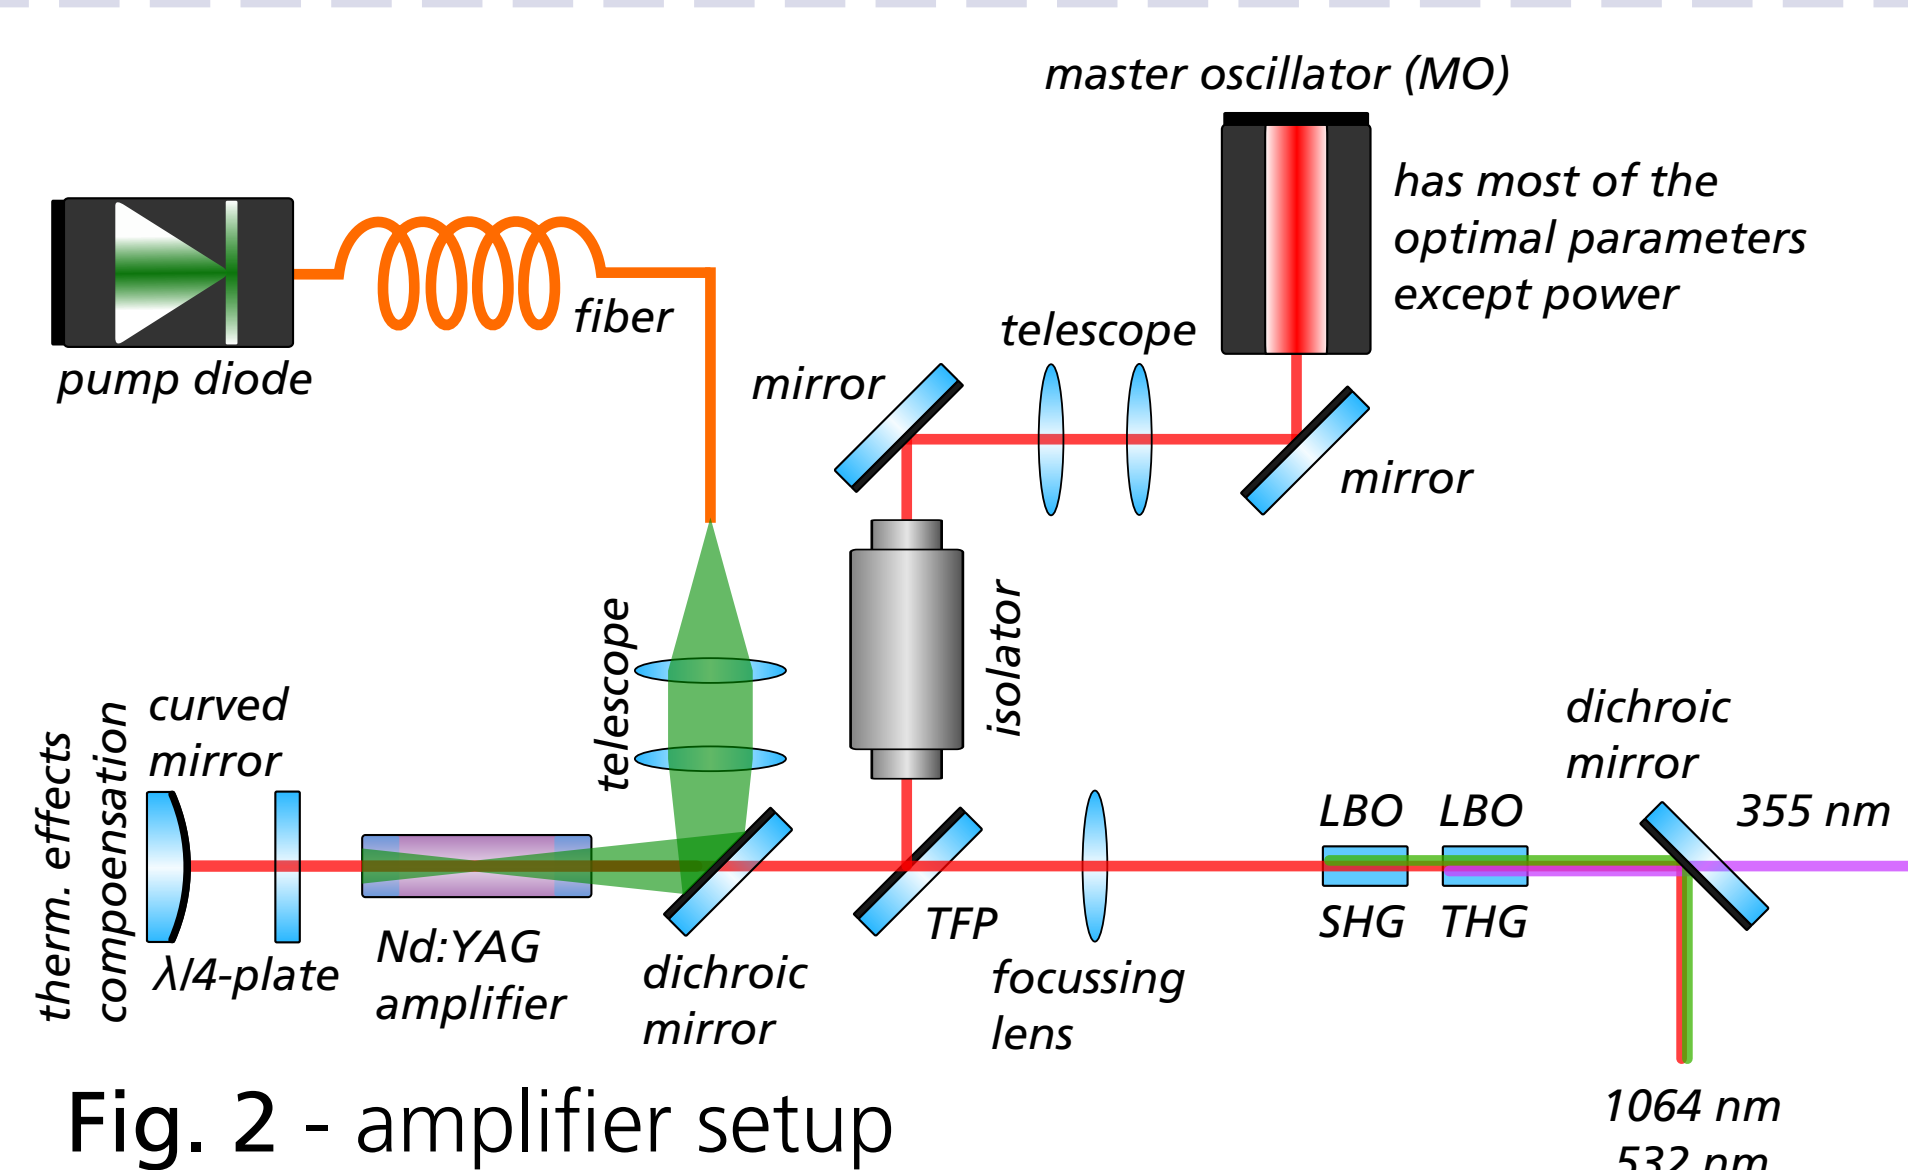 master oscillator (MO)
has most of the
optimal parameters
except power
telescope
fiber
pump diode
mirror
mirror
isolator
telescope
therm. effects
compoensation
curved
mirror
dichroic
mirror
355 nm
LBO
LBO
SHG
THG
TFP
Nd:YAG
amplifier
λ/4-plate
dichroic
mirror
focussing
lens
1064 nm
532 nm
Fig. 2 - amplifier setup